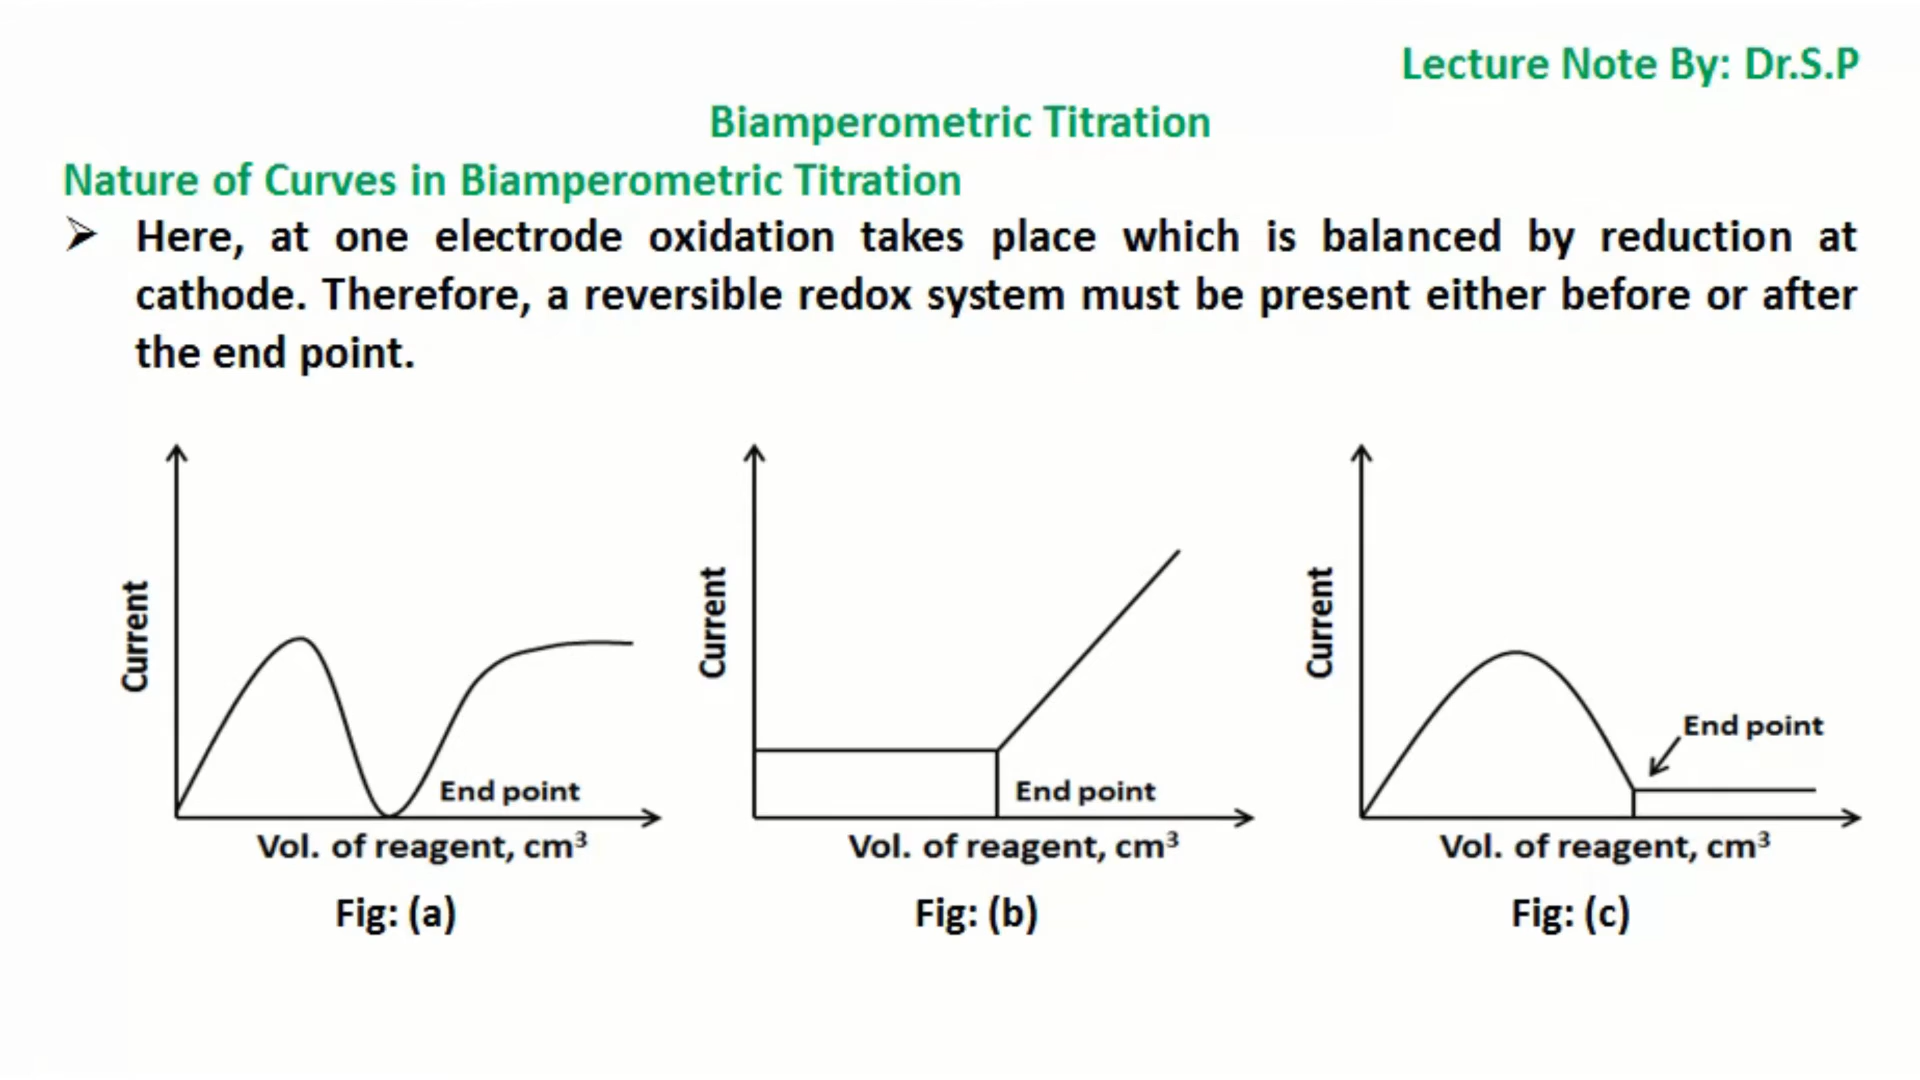 Lecture Note By: Dr.S.P
Biamperometric Titration
Nature of Curves in Biamperometric Titration
➢ Here, at one electrode oxidation takes place which is balanced by reduction at
cathode. Therefore, a reversible redox system must be present either before or after
the end point.
Current
End point
Vol. of reagent, cm³
Fig: (a)
Current
End point
Vol. of reagent, cm³
Fig: (b)
Current
End point
Vol. of reagent, cm³
Fig: (c)